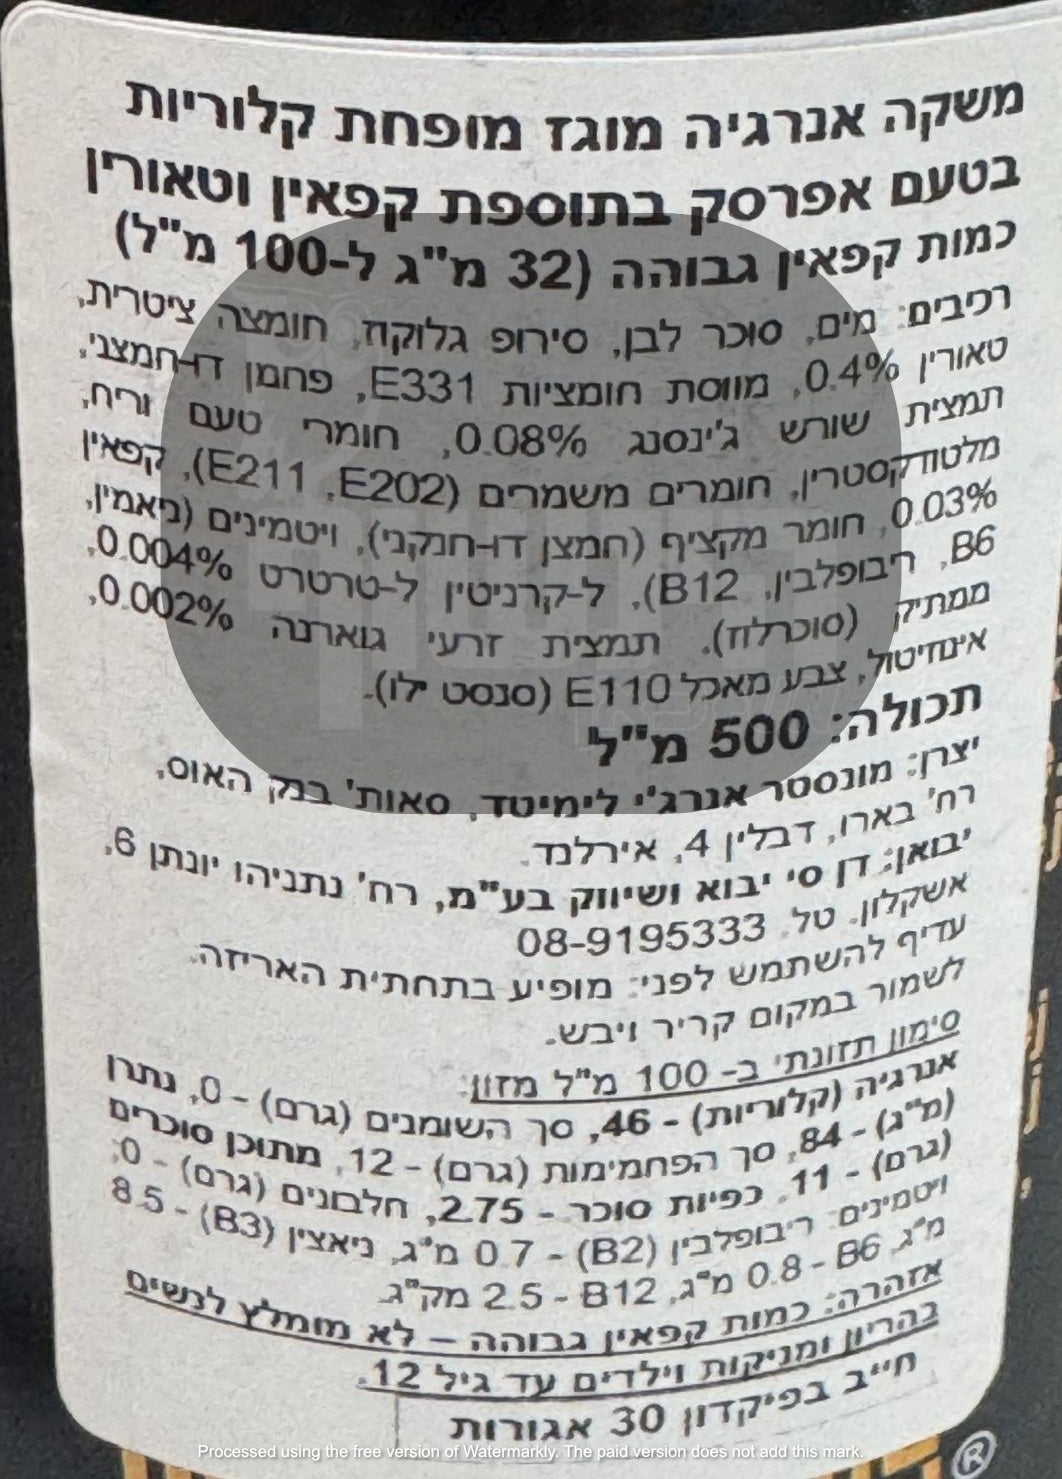 משקה אנרגיה מוגז מופחת קלוריות
בטעם אפרסק בתוספת קפאין וטאורין
כמות קפאין גבוהה (32 מ"ג ל-100 מ"ל)
רכיבים: מים, סוכר לבן, סירופ גלוקוז, חומצה ציטרית,
טאורין 0.4%, מווסת חומציות E331, פחמן דו-חמצני,
תמצית שורש ג'ינסנג 0.08%, חומרי טעם וריח,
מלטודקסטרין, חומרים משמרים (E211 ,E202), קפאין
0.03%, חומר מקציף (חמצן דו-חנקני), ויטמינים (ניאמין,
B6, ריבופלבין, B12), ל-קרניטין ל-טרטרט 0.004%,
ממתיק (סוכרלוז), תמצית זרעי גוארנה 0.002%,
אינוזיטול, צבע מאכל E110 (סנסט ילו).
תכולה: 500 מ"ל
יצרן: מונסטר אנרג'י לימיטד, סאות' בנק האוס,
רח' בארו, דבלין 4, אירלנד.
יבואן: דן סי יבוא ושיווק בע"מ, רח' נתניהו יונתן 6,
אשקלון. טל. 08-9195333
עדיף להשתמש לפני: מופיע בתחתית האריזה.
לשמור במקום קריר ויבש.
סימון תזונתי ב- 100 מ"ל מזון:
אנרגיה (קלוריות) - 46, סך השומנים (גרם) - 0, נתרן
(מ"ג) - 84, סך הפחמימות (גרם) - 12, מתוכן סוכרים
(גרם) - 11, כפיות סוכר - 2.75, חלבונים (גרם) - 0,
ויטמינים: ריבופלבין (B2) - 0.7 מ"ג, ניאצין (B3) - 8.5
מ"ג, B6 - 0.8 מ"ג, B12 - 2.5 מק"ג.
אזהרה: כמות קפאין גבוהה – לא מומלץ לנשים
בהריון ומניקות וילדים עד גיל 12.
חייב בפיקדון 30 אגורות
Processed using the free version of Watermarkly. The paid version does not add this mark.